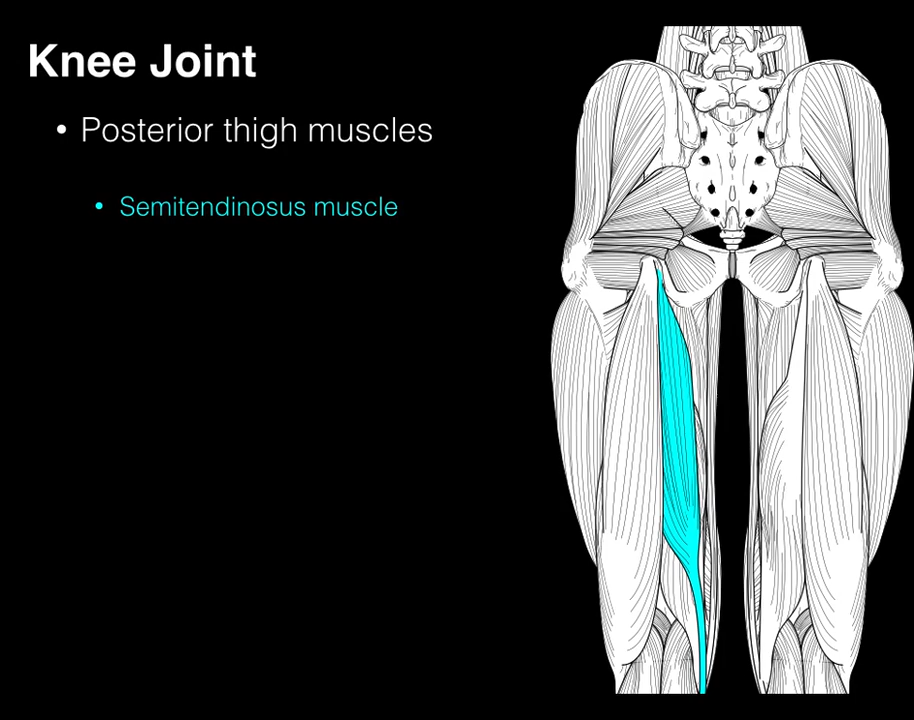 Knee Joint
• Posterior thigh muscles
• Semitendinosus muscle